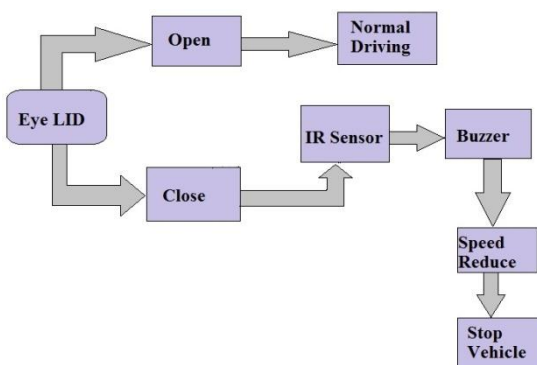 Open
Normal
Driving
Eye LID
IR Sensor
Buzzer
Close
Speed
Reduce
Stop
Vehicle